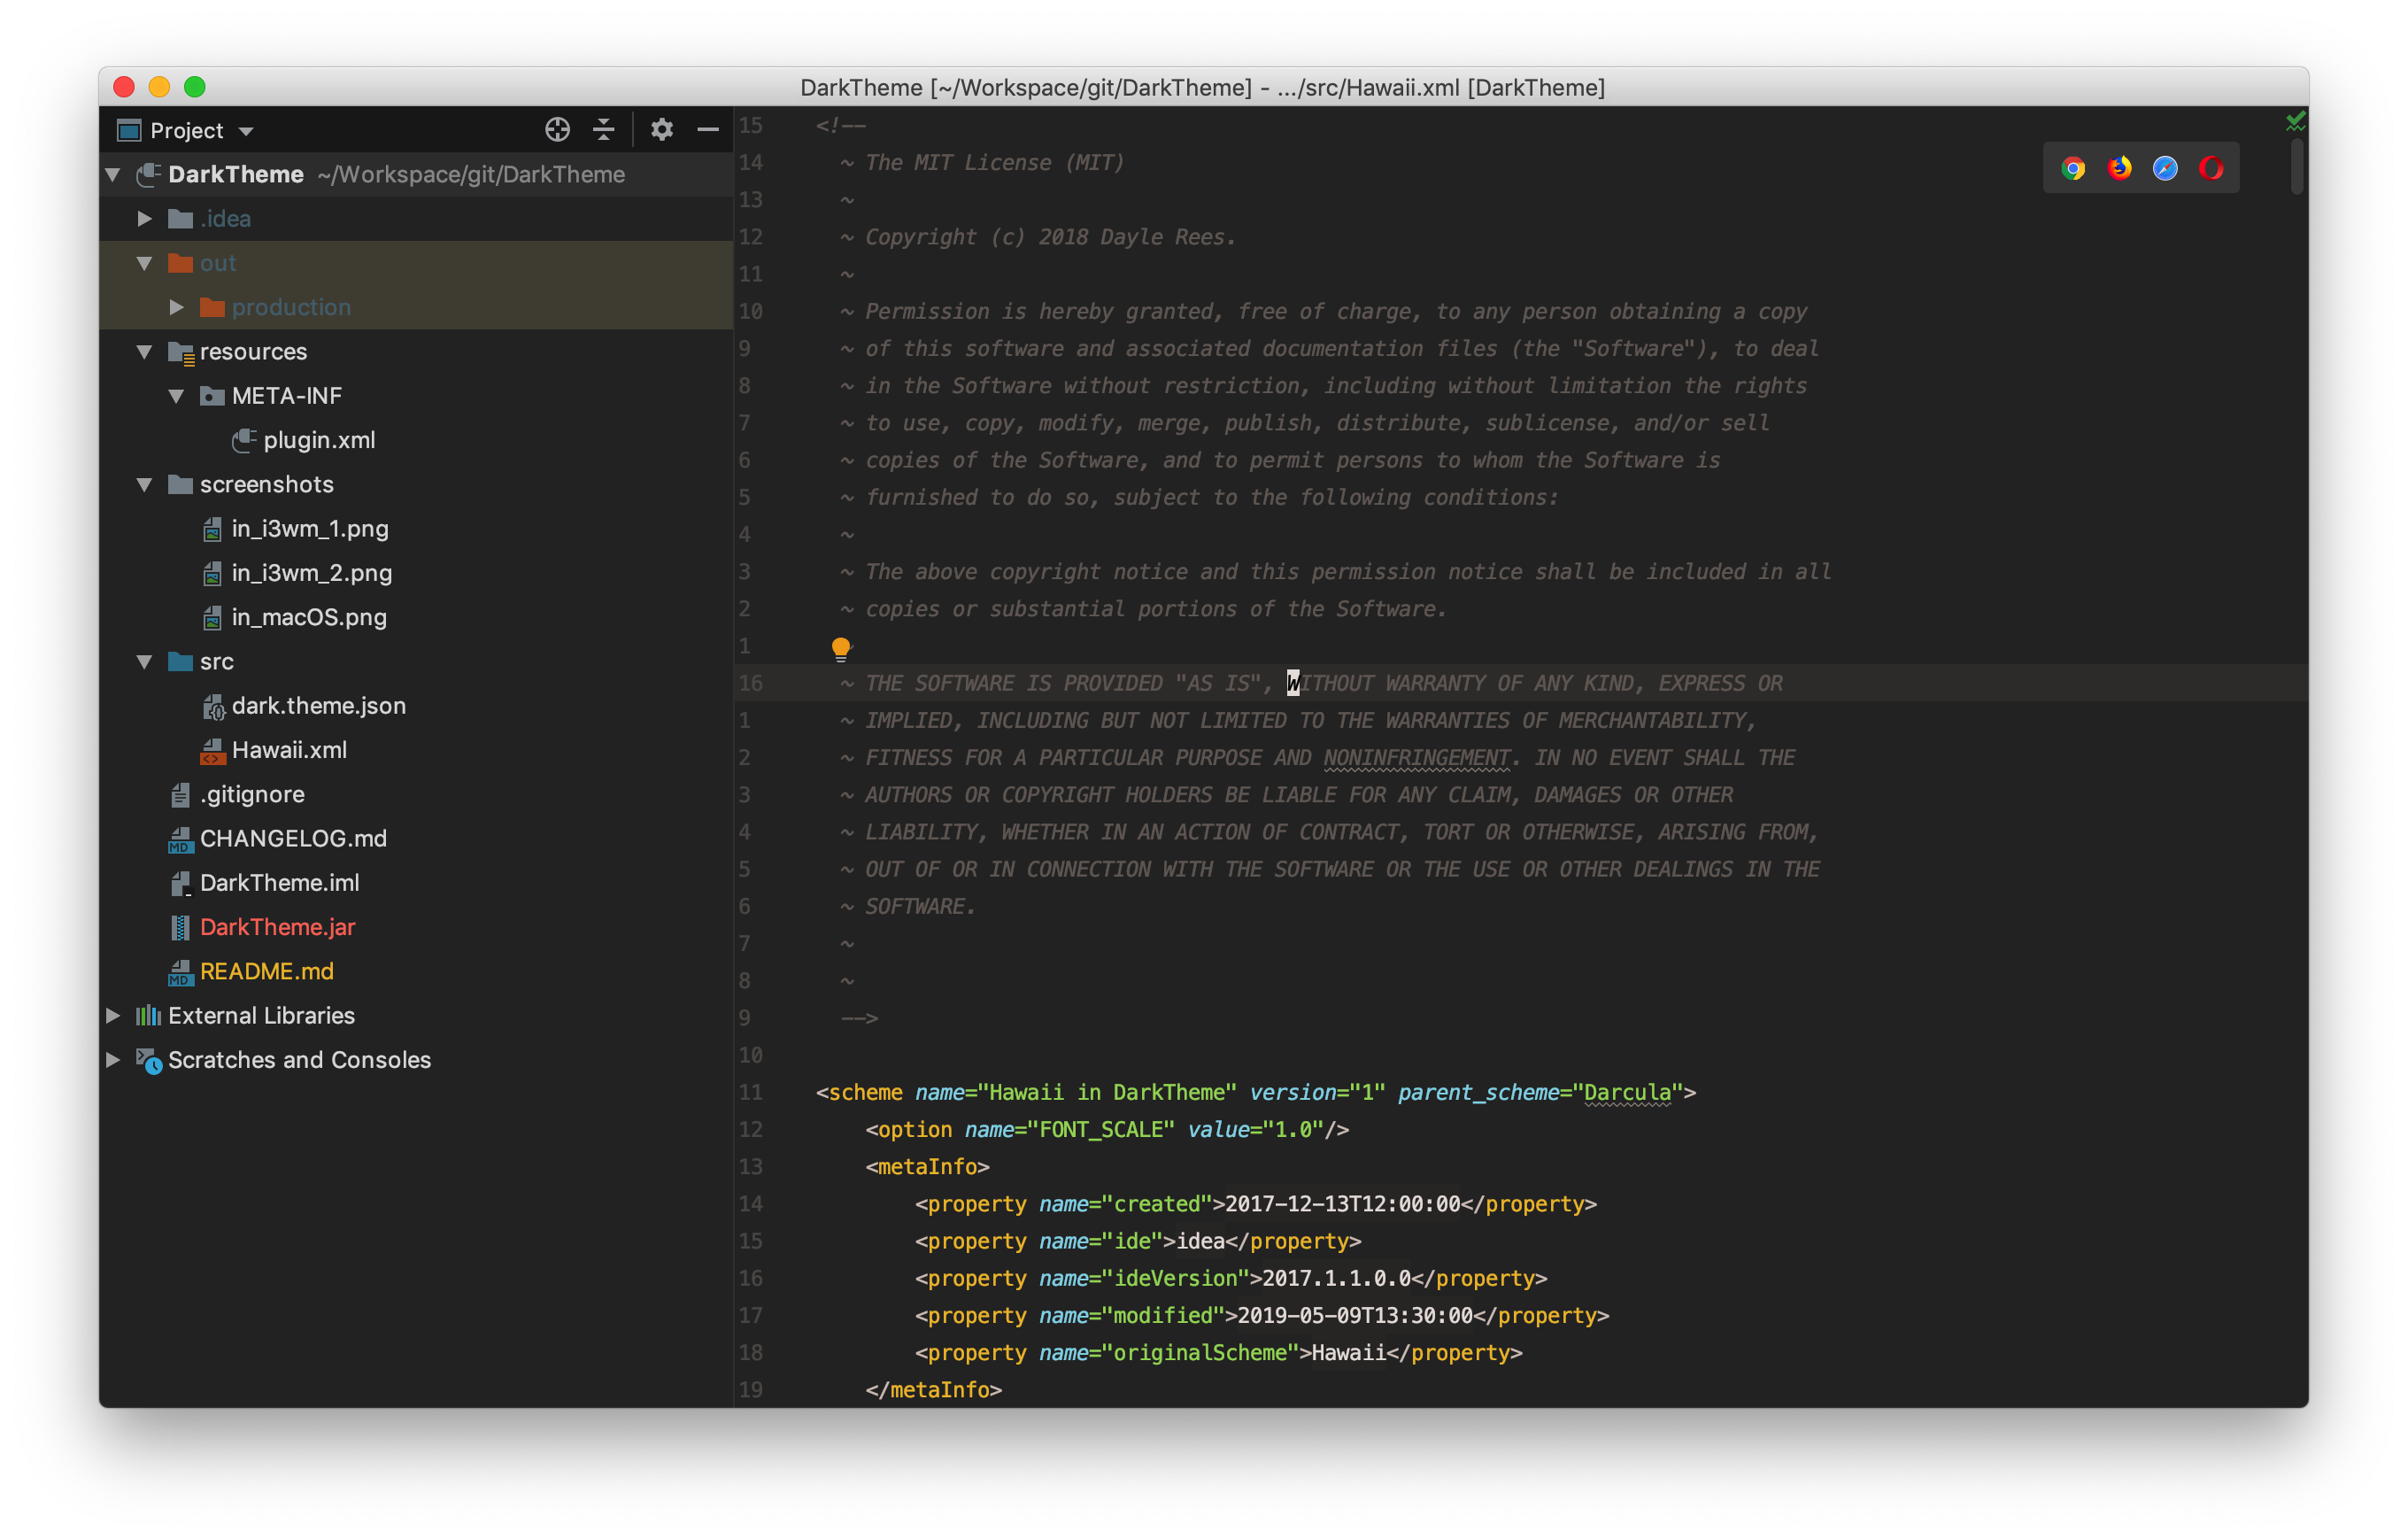 DarkTheme [~/Workspace/git/DarkTheme] - .../src/Hawaii.xml [DarkTheme]
Project
DarkTheme ~/Workspace/git/DarkTheme
.idea
out
production
resources
META-INF
plugin.xml
screenshots
in_i3wm_1.png
in_i3wm_2.png
in_macOS.png
src
dark.theme.json
Hawaii.xml
.gitignore
MD CHANGELOG.md
DarkTheme.iml
DarkTheme.jar
MD README.md
External Libraries
Scratches and Consoles
15 <!--
14 ~ The MIT License (MIT)
13 ~
12 ~ Copyright (c) 2018 Dayle Rees.
11 ~
10 ~ Permission is hereby granted, free of charge, to any person obtaining a copy
9 ~ of this software and associated documentation files (the "Software"), to deal
8 ~ in the Software without restriction, including without limitation the rights
7 ~ to use, copy, modify, merge, publish, distribute, sublicense, and/or sell
6 ~ copies of the Software, and to permit persons to whom the Software is
5 ~ furnished to do so, subject to the following conditions:
4 ~
3 ~ The above copyright notice and this permission notice shall be included in all
2 ~ copies or substantial portions of the Software.
1
16 ~ THE SOFTWARE IS PROVIDED "AS IS", WITHOUT WARRANTY OF ANY KIND, EXPRESS OR
1 ~ IMPLIED, INCLUDING BUT NOT LIMITED TO THE WARRANTIES OF MERCHANTABILITY,
2 ~ FITNESS FOR A PARTICULAR PURPOSE AND NONINFRINGEMENT. IN NO EVENT SHALL THE
3 ~ AUTHORS OR COPYRIGHT HOLDERS BE LIABLE FOR ANY CLAIM, DAMAGES OR OTHER
4 ~ LIABILITY, WHETHER IN AN ACTION OF CONTRACT, TORT OR OTHERWISE, ARISING FROM,
5 ~ OUT OF OR IN CONNECTION WITH THE SOFTWARE OR THE USE OR OTHER DEALINGS IN THE
6 ~ SOFTWARE.
7 ~
8 ~
9 -->
10
11 <scheme name="Hawaii in DarkTheme" version="1" parent_scheme="Darcula">
12 <option name="FONT_SCALE" value="1.0"/>
13 <metaInfo>
14 <property name="created">2017-12-13T12:00:00</property>
15 <property name="ide">idea</property>
16 <property name="ideVersion">2017.1.1.0.0</property>
17 <property name="modified">2019-05-09T13:30:00</property>
18 <property name="originalScheme">Hawaii</property>
19 </metaInfo>